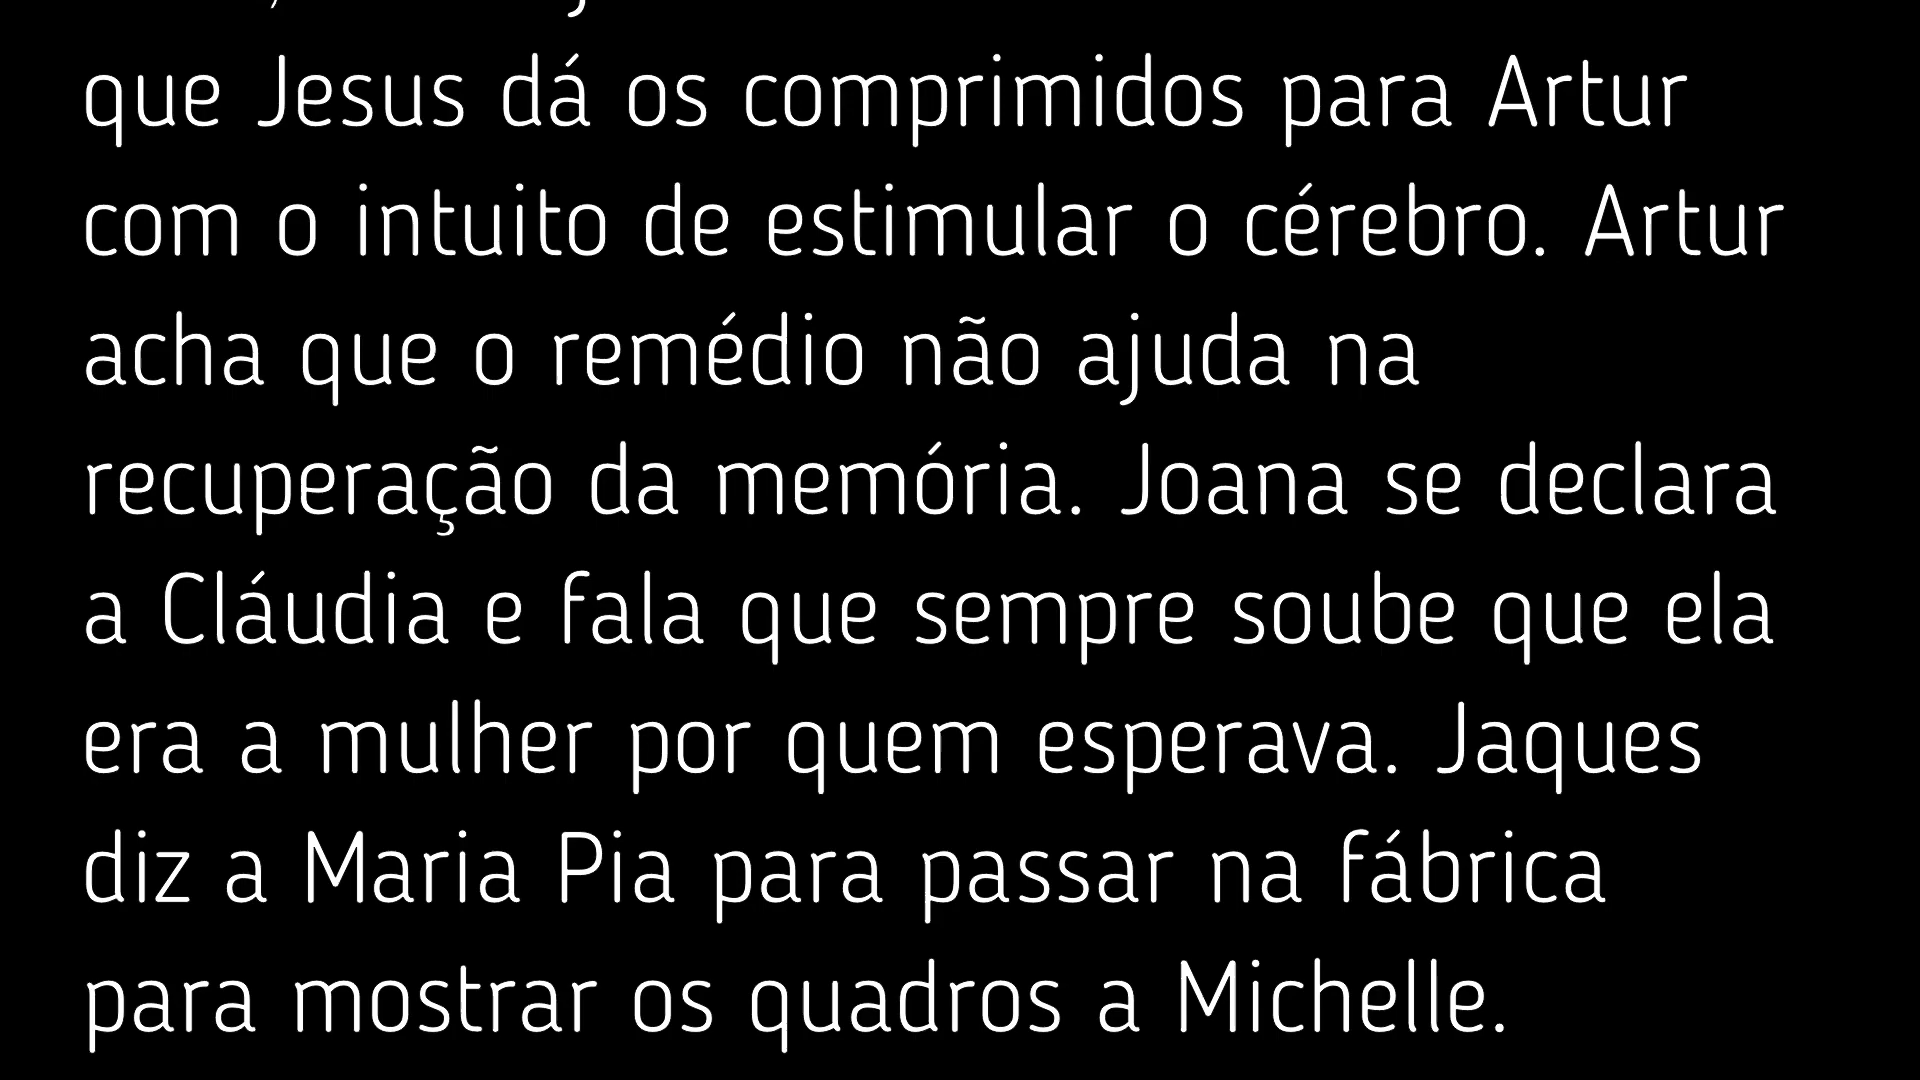 que Jesus dá os comprimidos para Artur
com o intuito de estimular o cérebro. Artur
acha que o remédio não ajuda na
recuperação da memória. Joana se declara
a Cláudia e fala que sempre soube que ela
era a mulher por quem esperava. Jaques
diz a Maria Pia para passar na fábrica
para mostrar os quadros a Michelle.